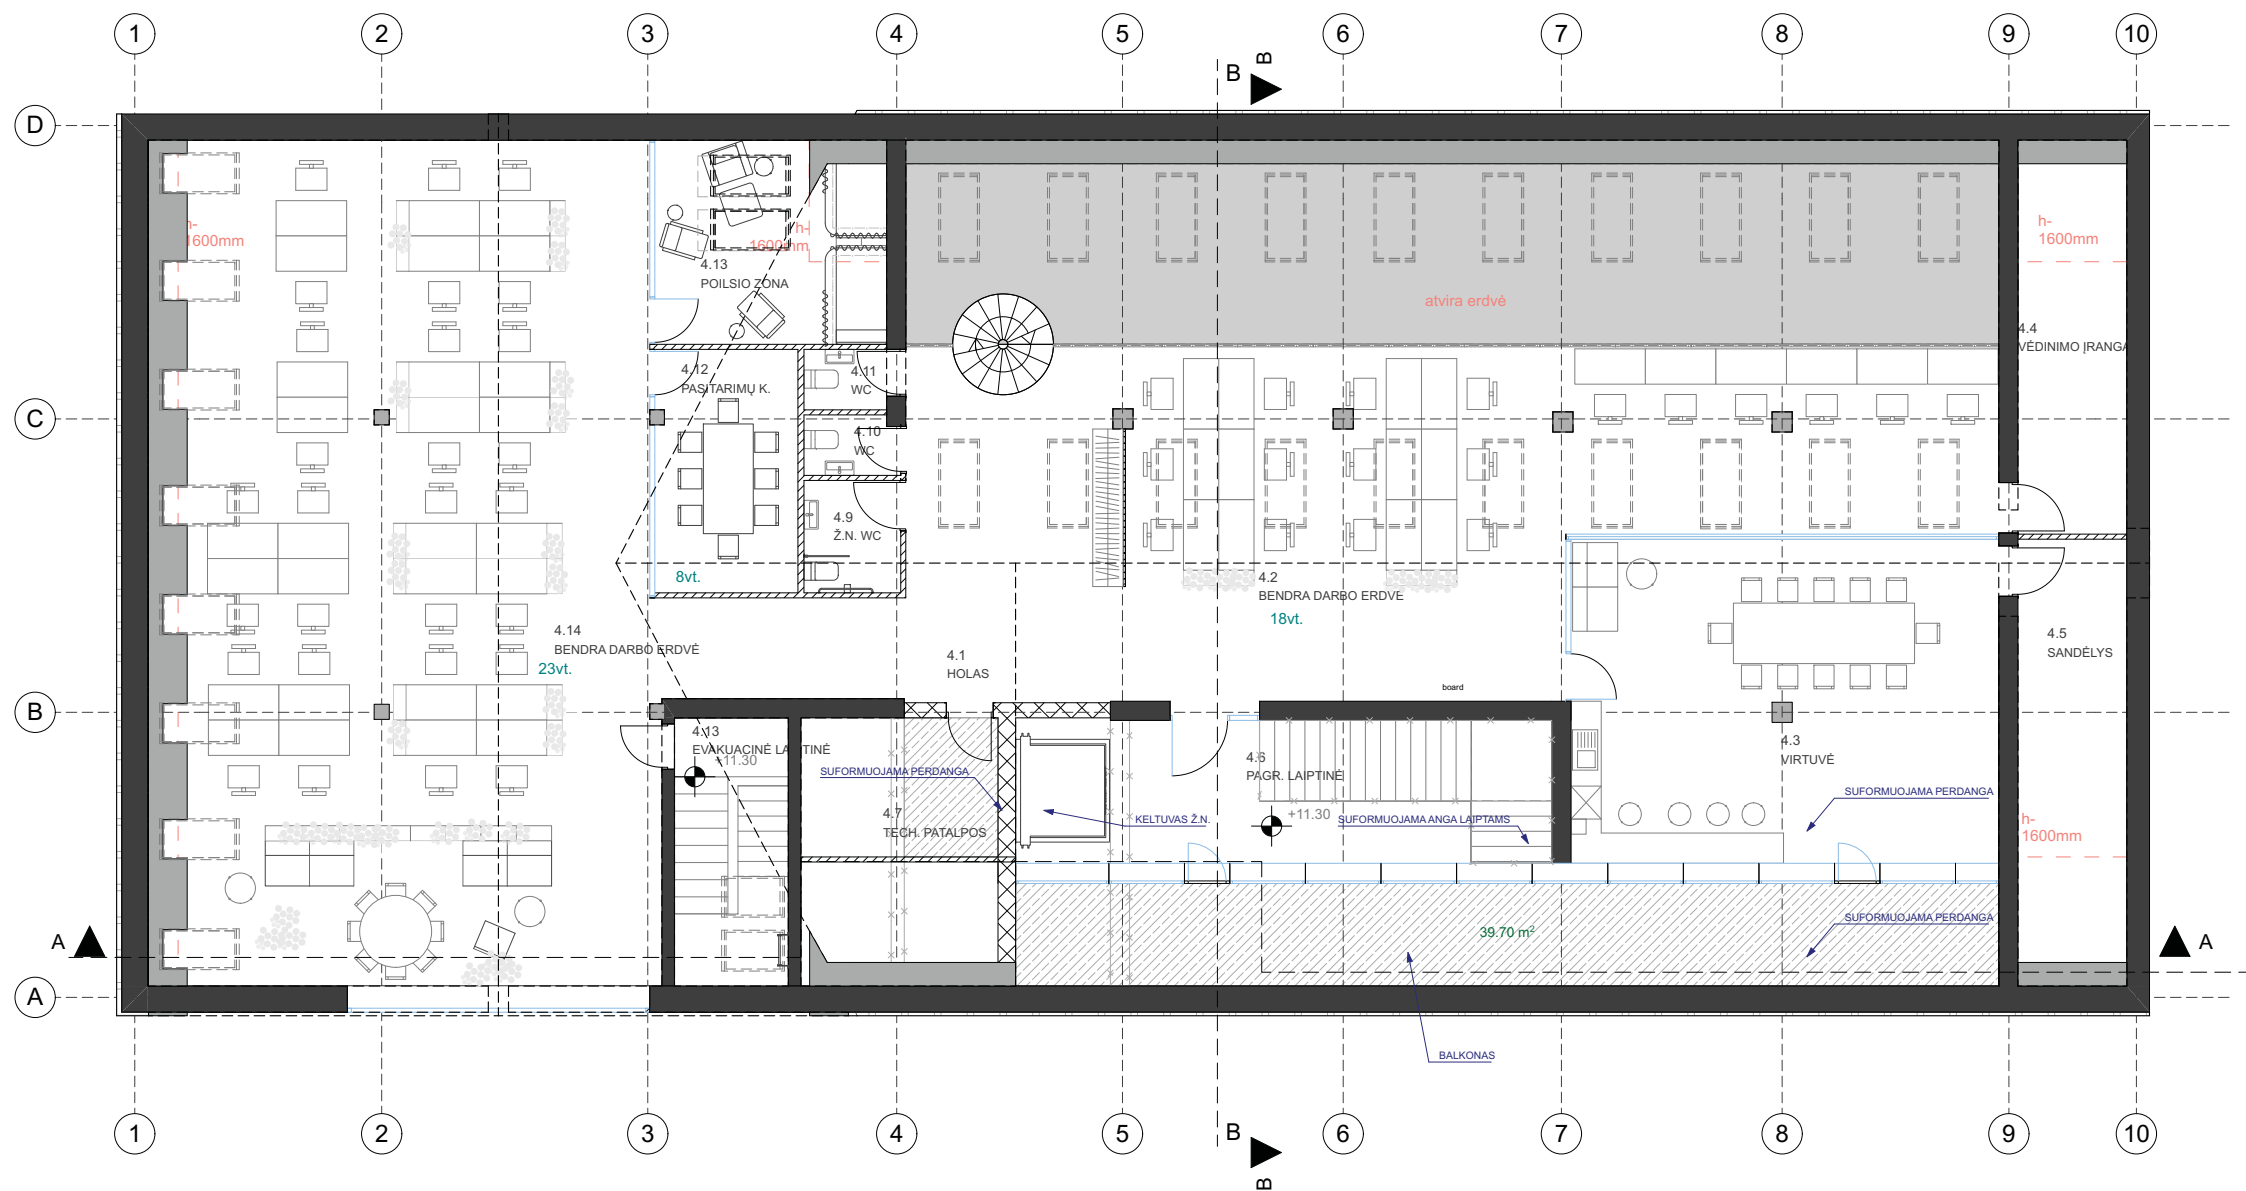 1 2 3 4 5 6 7 8 9 10
B B
D
h-
1600mm
h-
1600mm
h-
1600mm
4.13
POILSIO ZONA
atvira erdvė
4.4
VĖDINIMO ĮRANGA
4.12
PASITARIMŲ K.
4.11
WC
C
4.10
WC
4.9
Ž.N. WC
8vt.
4.2
BENDRA DARBO ERDVĖ
18vt.
4.14
BENDRA DARBO ERDVĖ
23vt.
4.1
HOLAS
4.5
SANDĖLYS
board
B
4.13
EVAKUACINĖ LAIPTINĖ
+11.30
SUFORMUOJAMA PERDANGA
4.6
PAGR. LAIPTINĖ
4.3
VIRTUVĖ
SUFORMUOJAMA PERDANGA
4.7
TECH. PATALPOS
KELTUVAS Ž.N.
+11.30
SUFORMUOJAMA ANGA LAIPTAMS
h-
1600mm
SUFORMUOJAMA PERDANGA
39.70 m²
A A
A
BALKONAS
1 2 3 4 5 6 7 8 9 10
B B